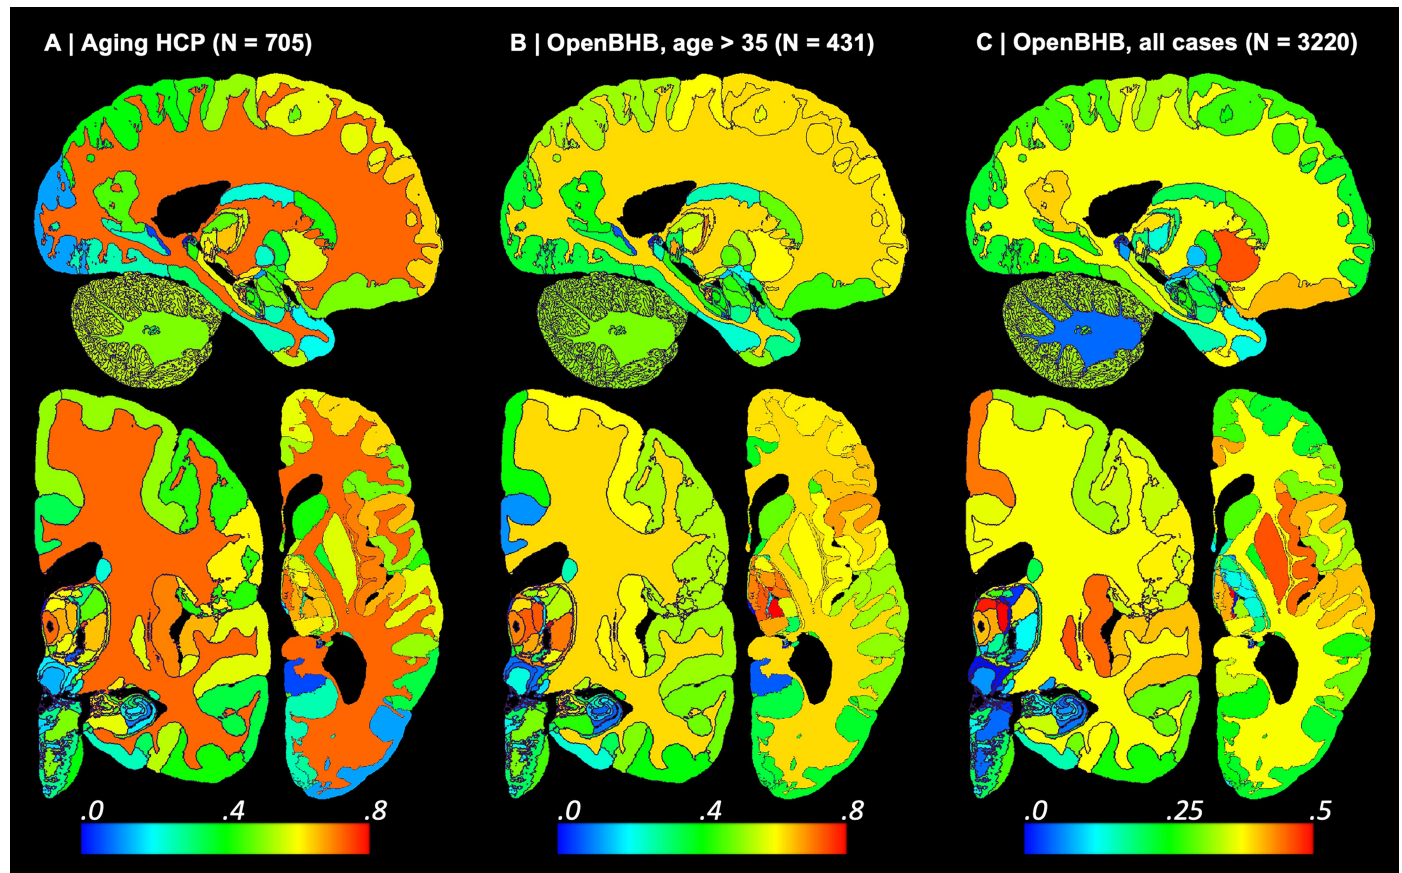 A | Aging HCP (N = 705)
B | OpenBHB, age > 35 (N = 431)
C | OpenBHB, all cases (N = 3220)
.0 .4 .8
.0 .4 .8
.0 .25 .5